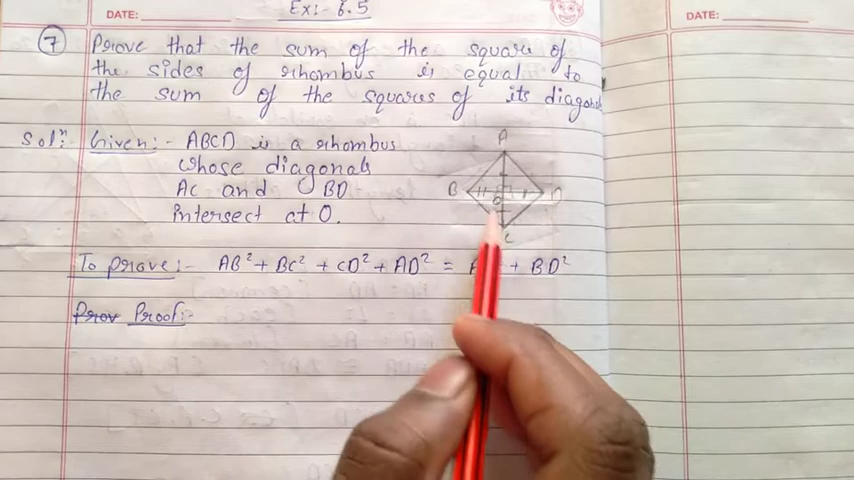 Ex:- 6.5
DATE:
DATE:
7 Prove that the sum of the square of
the sides of rhombus is equal to
the sum of the squares of its diagonals
Solⁿ: Given:- ABCD is a rhombus
whose diagonals
AC and BD
intersect at O.
A
B
D
O
C
To prove:- AB² + BC² + CD² + AD² = + BD²
Prov Proof:-